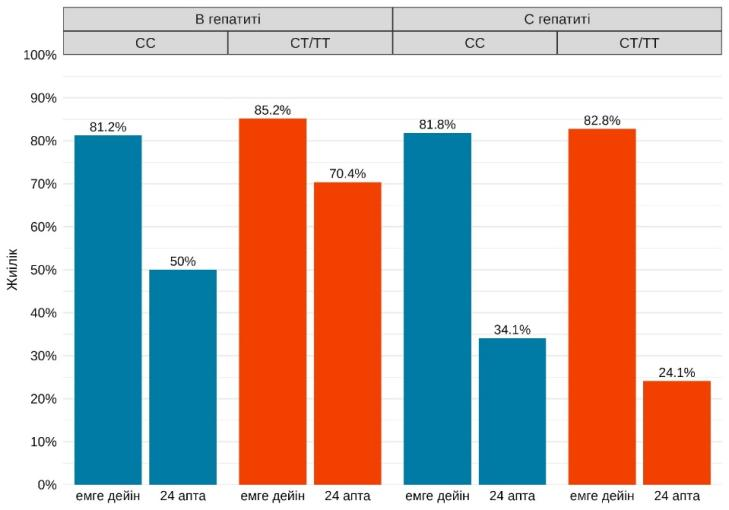 В гепатиті С гепатиті
CC CT/TT CC CT/TT
100%
90%
80%
70%
60%
50%
40%
30%
20%
10%
0%
Жиілік
81.2% 50% 85.2% 70.4% 81.8% 34.1% 82.8% 24.1%
емге дейін 24 апта емге дейін 24 апта емге дейін 24 апта емге дейін 24 апта